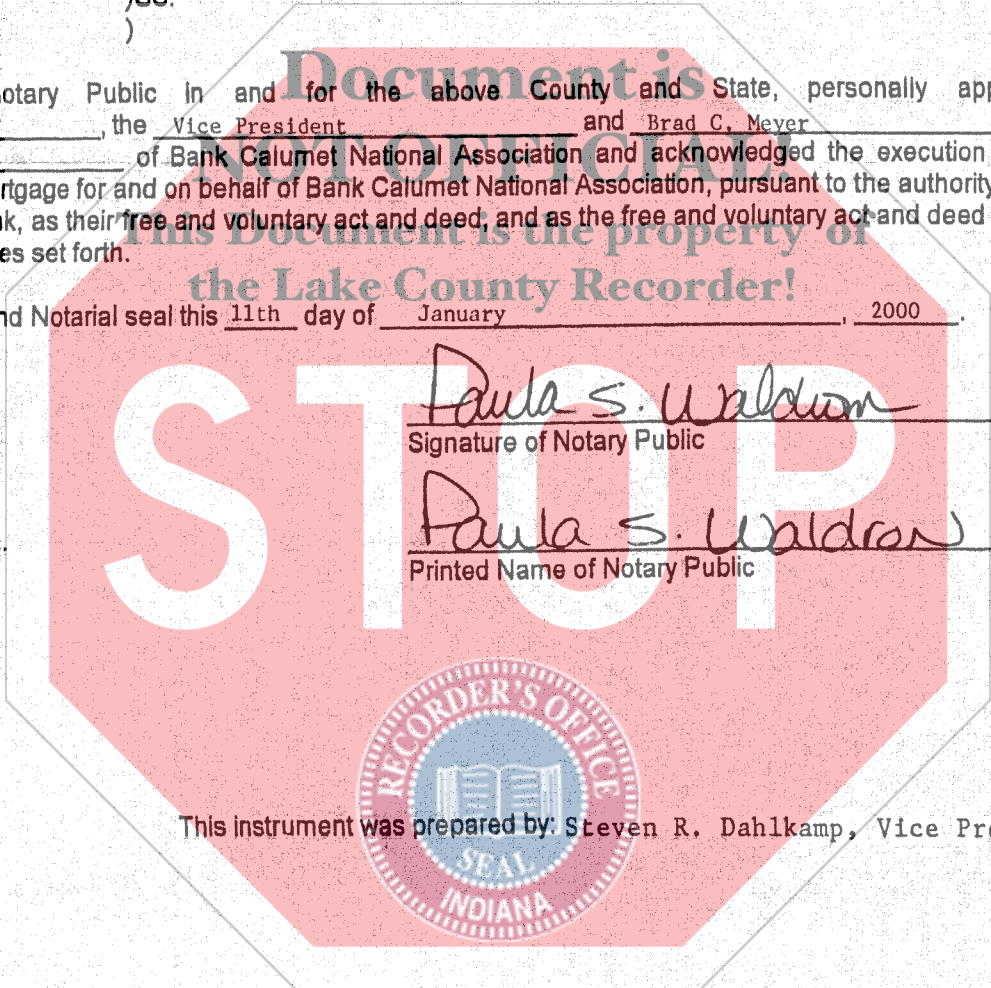 )SS:
)
Document is
otary Public in and for the above County and State, personally app
, the Vice President and Brad C. Meyer
NOT OFFICIAL!
of Bank Calumet National Association and acknowledged the execution
rtgage for and on behalf of Bank Calumet National Association, pursuant to the authority
k, as their free and voluntary act and deed, and as the free and voluntary act and deed
This Document is the property of
es set forth.
the Lake County Recorder!
nd Notarial seal this 11th day of January, 2000.
STOP
Paula S. Waldron
Signature of Notary Public
Paula S. Waldron
Printed Name of Notary Public
RECORDER'S OFFICE
This instrument was prepared by: Steven R. Dahlkamp, Vice Pre
SEAL
INDIANA